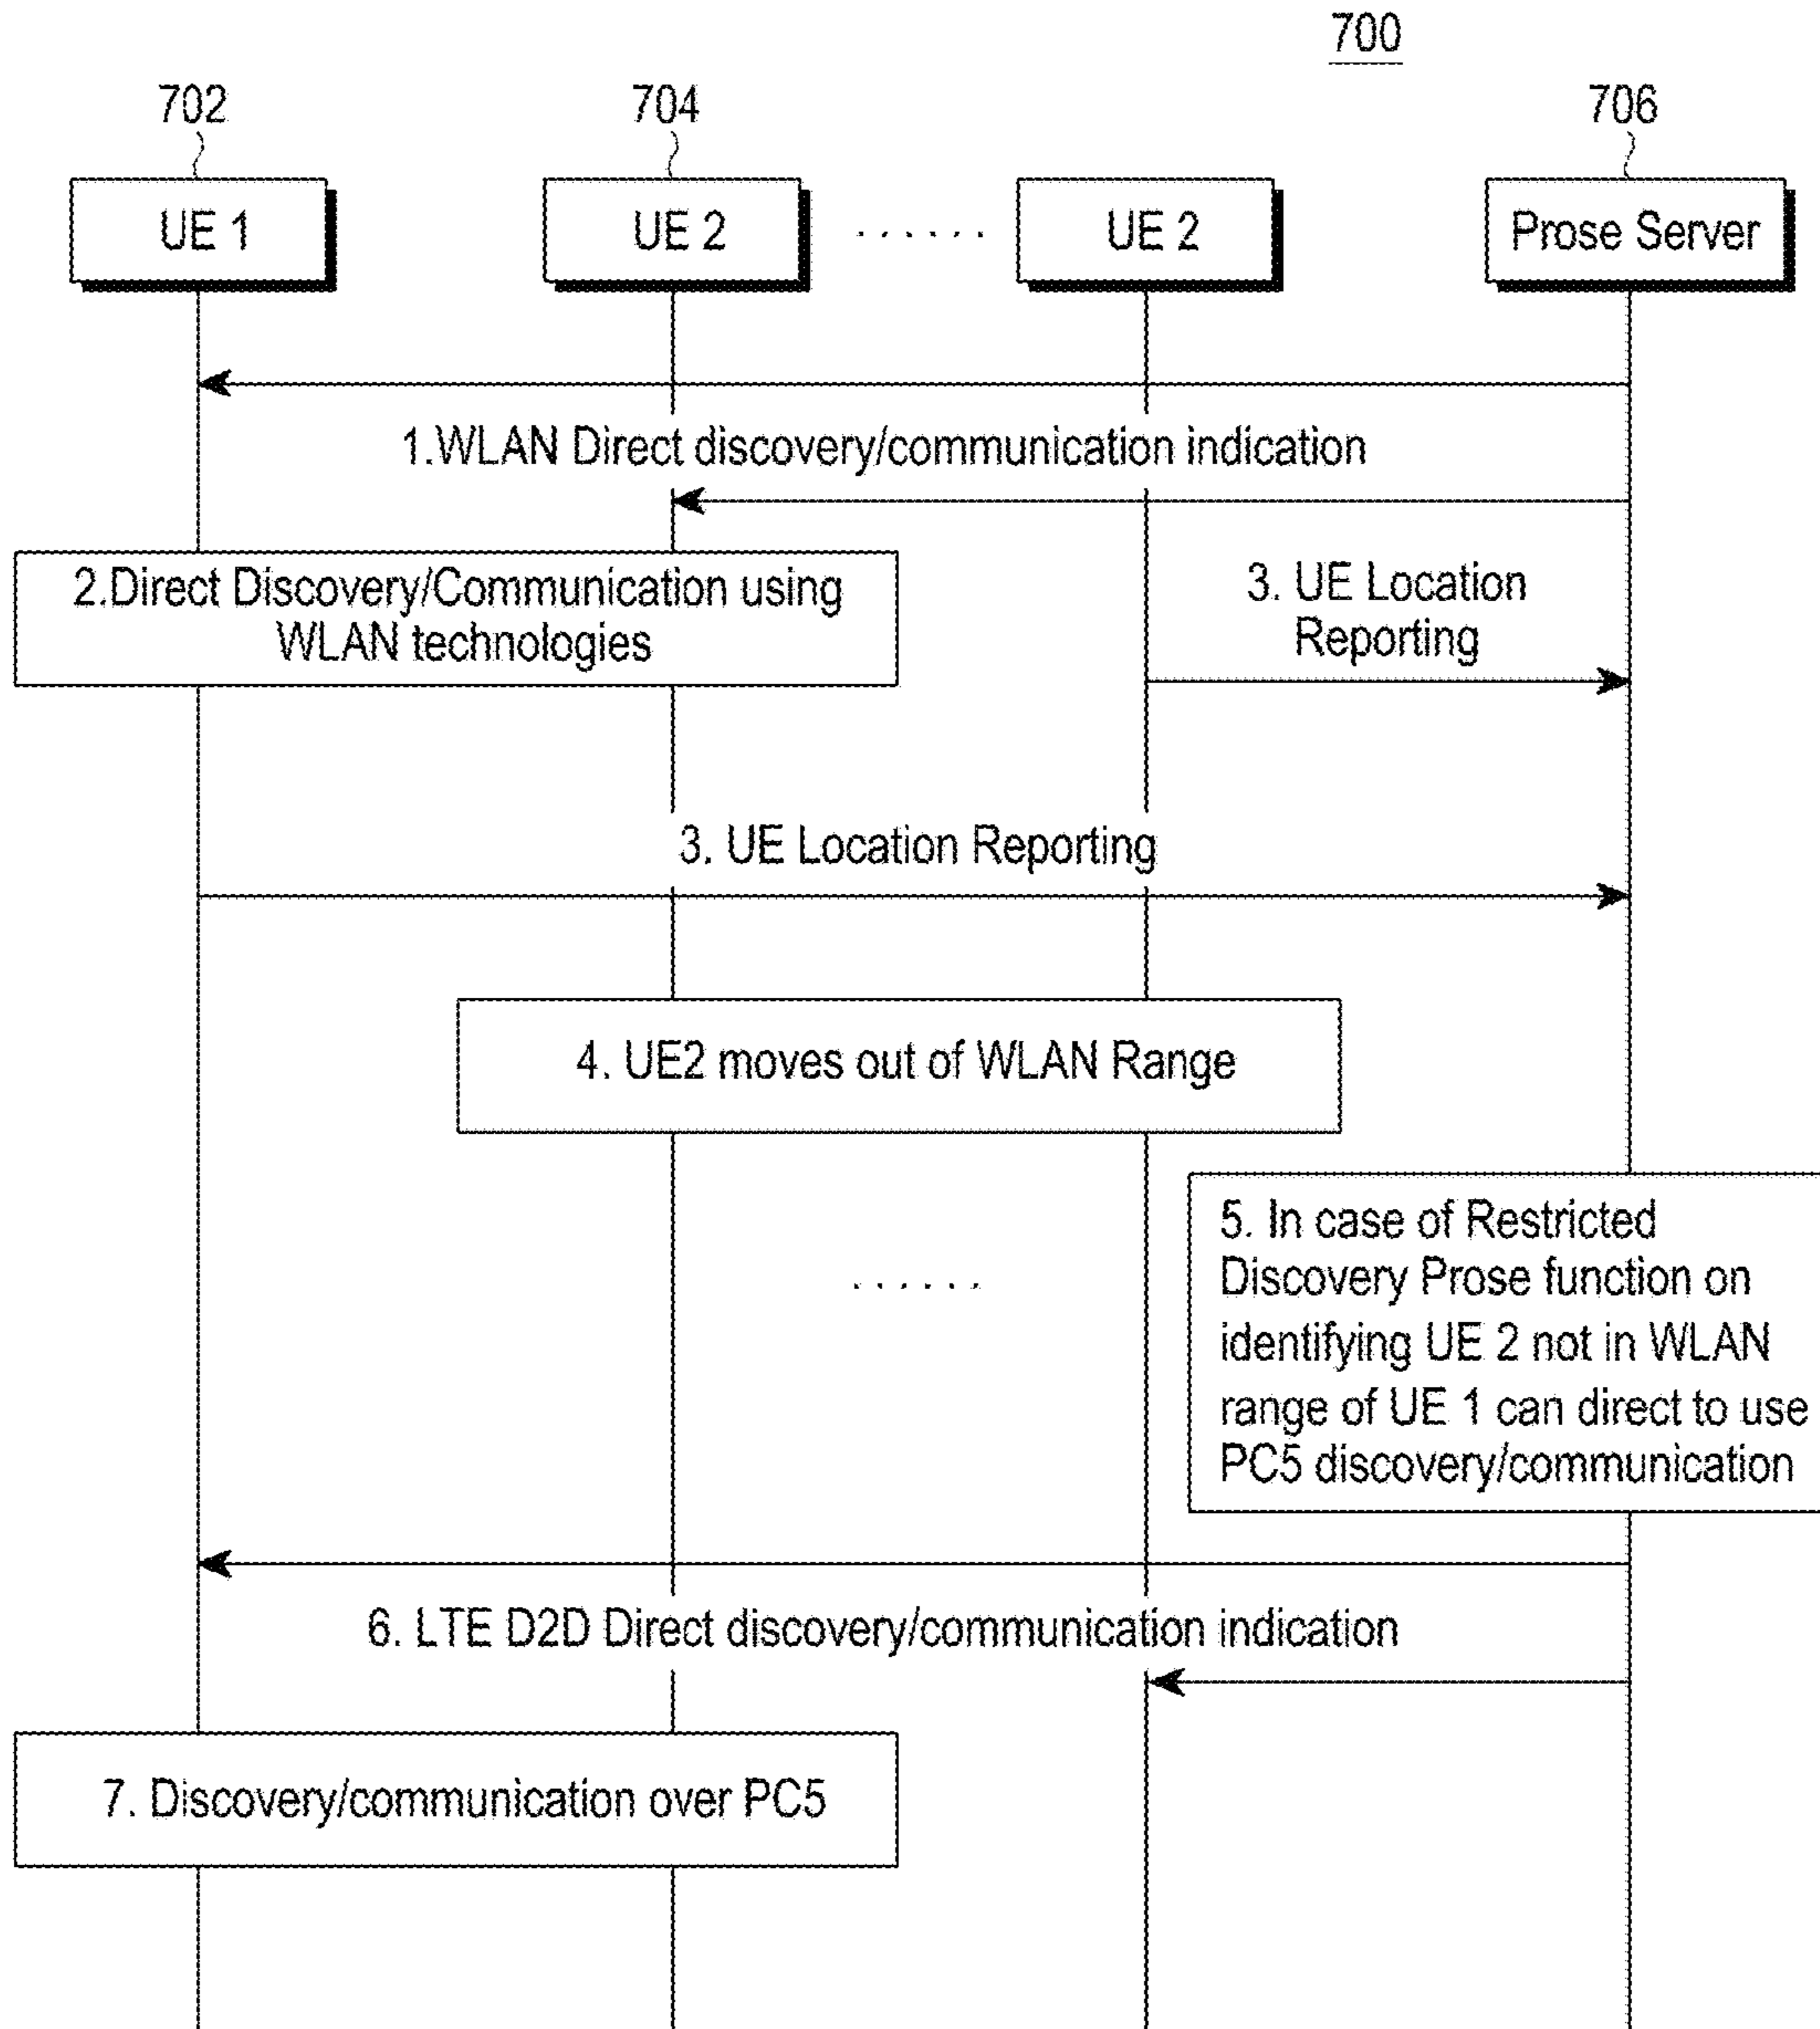 700
702
704
706
UE 1
UE 2
......
UE 2
Prose Server
1.WLAN Direct discovery/communication indication
2.Direct Discovery/Communication using
WLAN technologies
3. UE Location
Reporting
3. UE Location Reporting
4. UE2 moves out of WLAN Range
5. In case of Restricted
Discovery Prose function on
identifying UE 2 not in WLAN
range of UE 1 can direct to use
PC5 discovery/communication
......
6. LTE D2D Direct discovery/communication indication
7. Discovery/communication over PC5